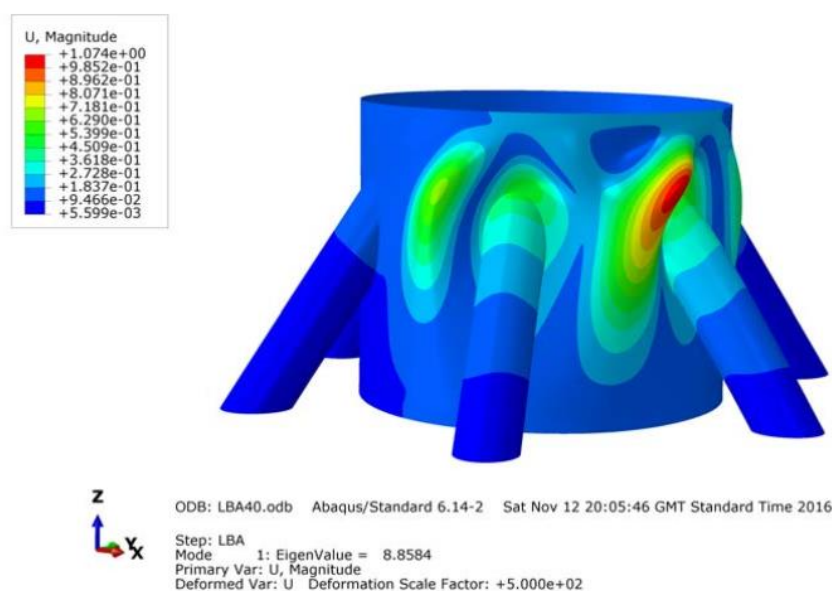 U, Magnitude
+1.074e+00
+9.852e-01
+8.962e-01
+8.071e-01
+7.181e-01
+6.290e-01
+5.399e-01
+4.509e-01
+3.618e-01
+2.728e-01
+1.837e-01
+9.466e-02
+5.599e-03
Z
Y
X
ODB: LBA40.odb Abaqus/Standard 6.14-2 Sat Nov 12 20:05:46 GMT Standard Time 2016
Step: LBA
Mode 1: EigenValue = 8.8584
Primary Var: U, Magnitude
Deformed Var: U Deformation Scale Factor: +5.000e+02